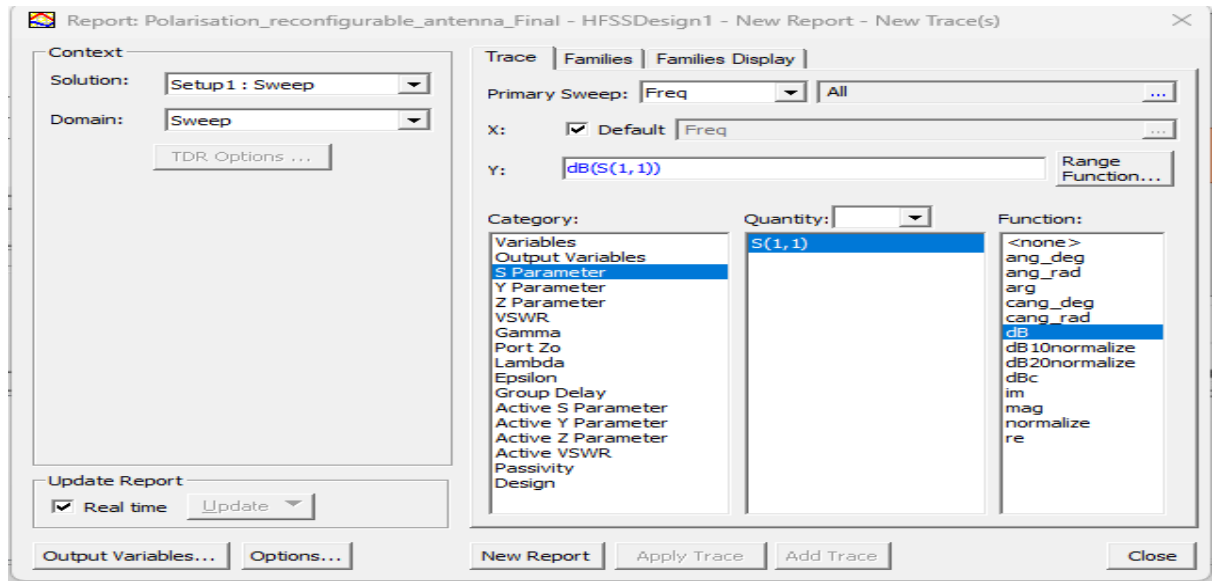 Report: Polarisation_reconfigurable_antenna_Final - HFSSDesign1 - New Report - New Trace(s)
Context
Solution: Setup1 : Sweep
Domain: Sweep
TDR Options ...
Update Report
Real time Update
Output Variables... Options...
Trace Families Families Display
Primary Sweep: Freq All ...
X: Default Freq ...
Y: dB(S(1,1)) Range Function...
Category: Quantity: Function:
Variables
Output Variables
S Parameter
Y Parameter
Z Parameter
VSWR
Gamma
Port Zo
Lambda
Epsilon
Group Delay
Active S Parameter
Active Y Parameter
Active Z Parameter
Active VSWR
Passivity
Design
S(1,1)
<none>
ang_deg
ang_rad
arg
cang_deg
cang_rad
dB
dB10normalize
dB20normalize
dBc
im
mag
normalize
re
New Report Apply Trace Add Trace Close